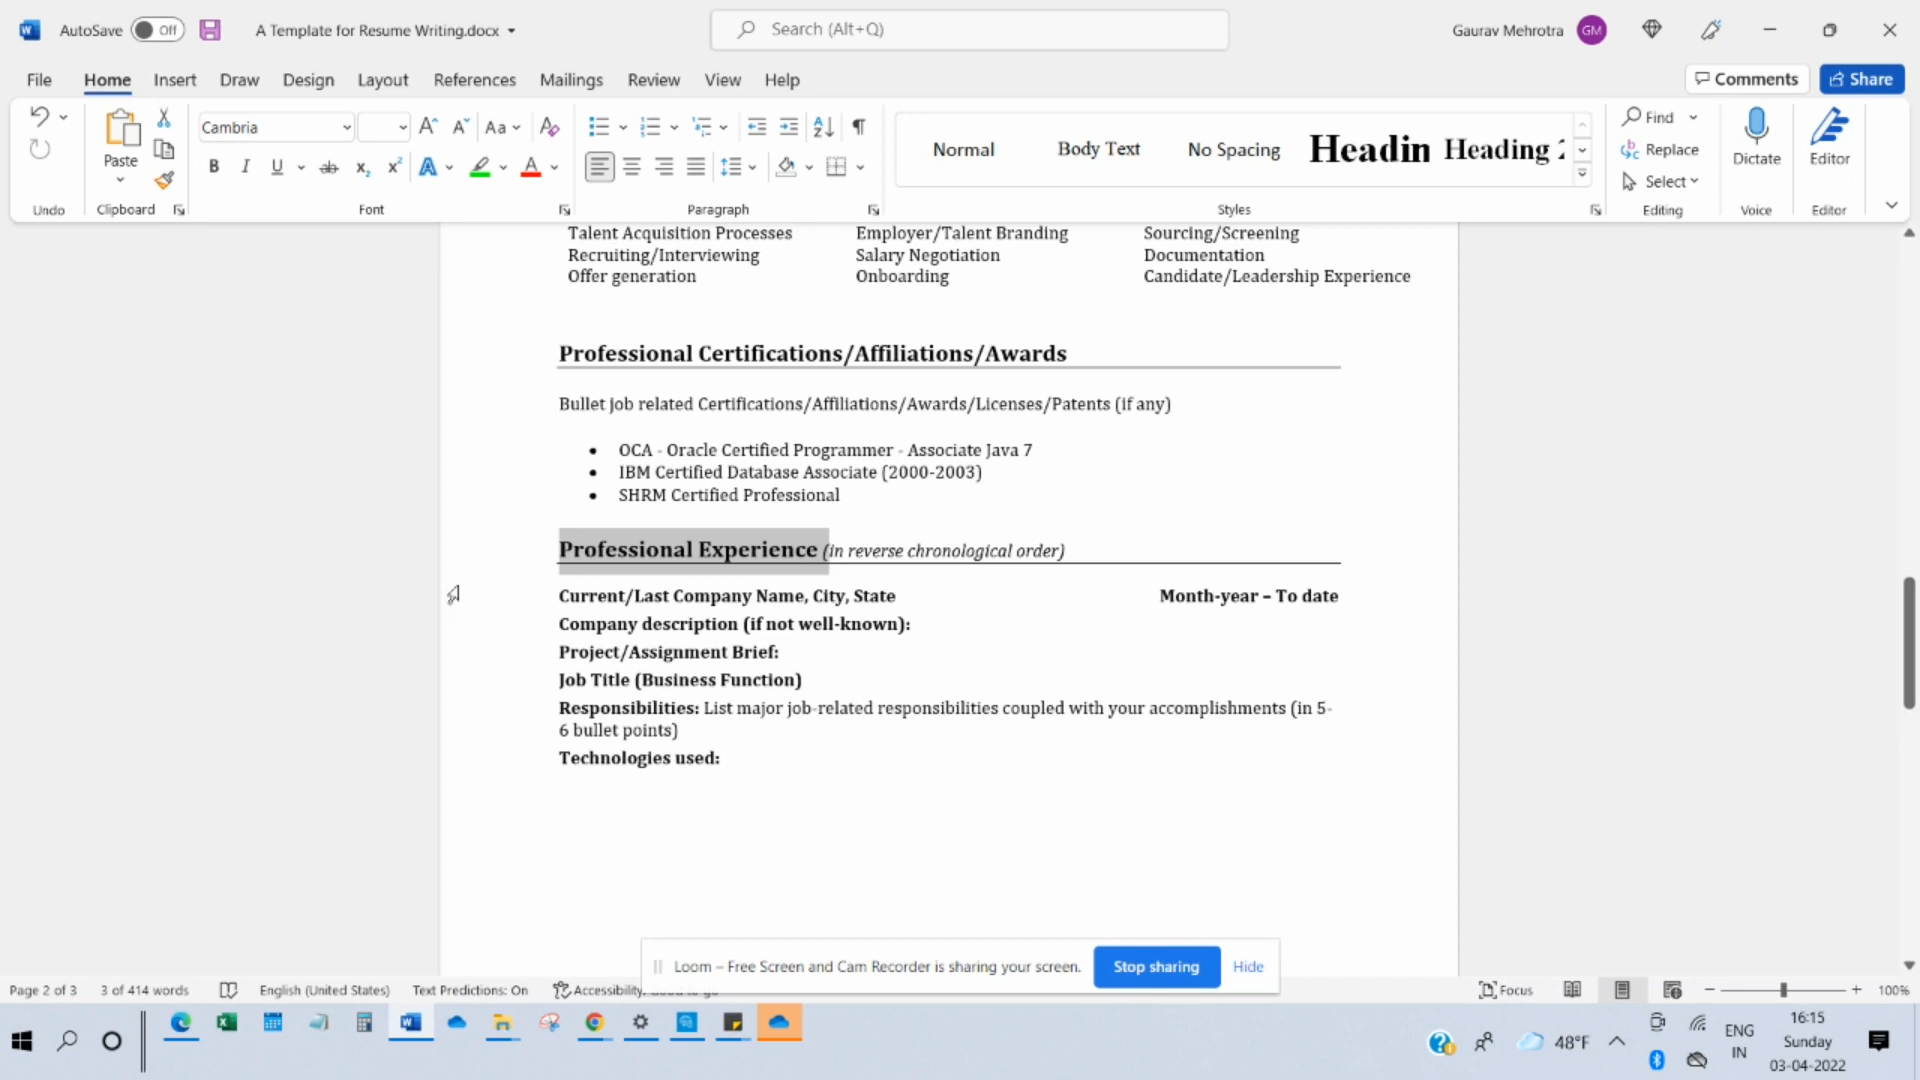 AutoSave Off A Template for Resume Writing.docx Search (Alt+Q) Gaurav Mehrotra GM
File Home Insert Draw Design Layout References Mailings Review View Help Comments Share
Cambria Aa Normal Body Text No Spacing Headin Heading 2 Find
Paste B I U ab Replace Dictate Editor
Select
Undo Clipboard Font Paragraph Styles Editing Voice Editor
Talent Acquisition Processes Employer/Talent Branding Sourcing/Screening
Recruiting/Interviewing Salary Negotiation Documentation
Offer generation Onboarding Candidate/Leadership Experience
Professional Certifications/Affiliations/Awards
Bullet job related Certifications/Affiliations/Awards/Licenses/Patents (if any)
• OCA - Oracle Certified Programmer - Associate Java 7
• IBM Certified Database Associate (2000-2003)
• SHRM Certified Professional
Professional Experience (in reverse chronological order)
Current/Last Company Name, City, State Month-year – To date
Company description (if not well-known):
Project/Assignment Brief:
Job Title (Business Function)
Responsibilities: List major job-related responsibilities coupled with your accomplishments (in 5-
6 bullet points)
Technologies used:
Loom – Free Screen and Cam Recorder is sharing your screen. Stop sharing Hide
Page 2 of 3 3 of 414 words English (United States) Text Predictions: On Accessibility: Focus 100%
48°F ENG IN 16:15
Sunday
03-04-2022